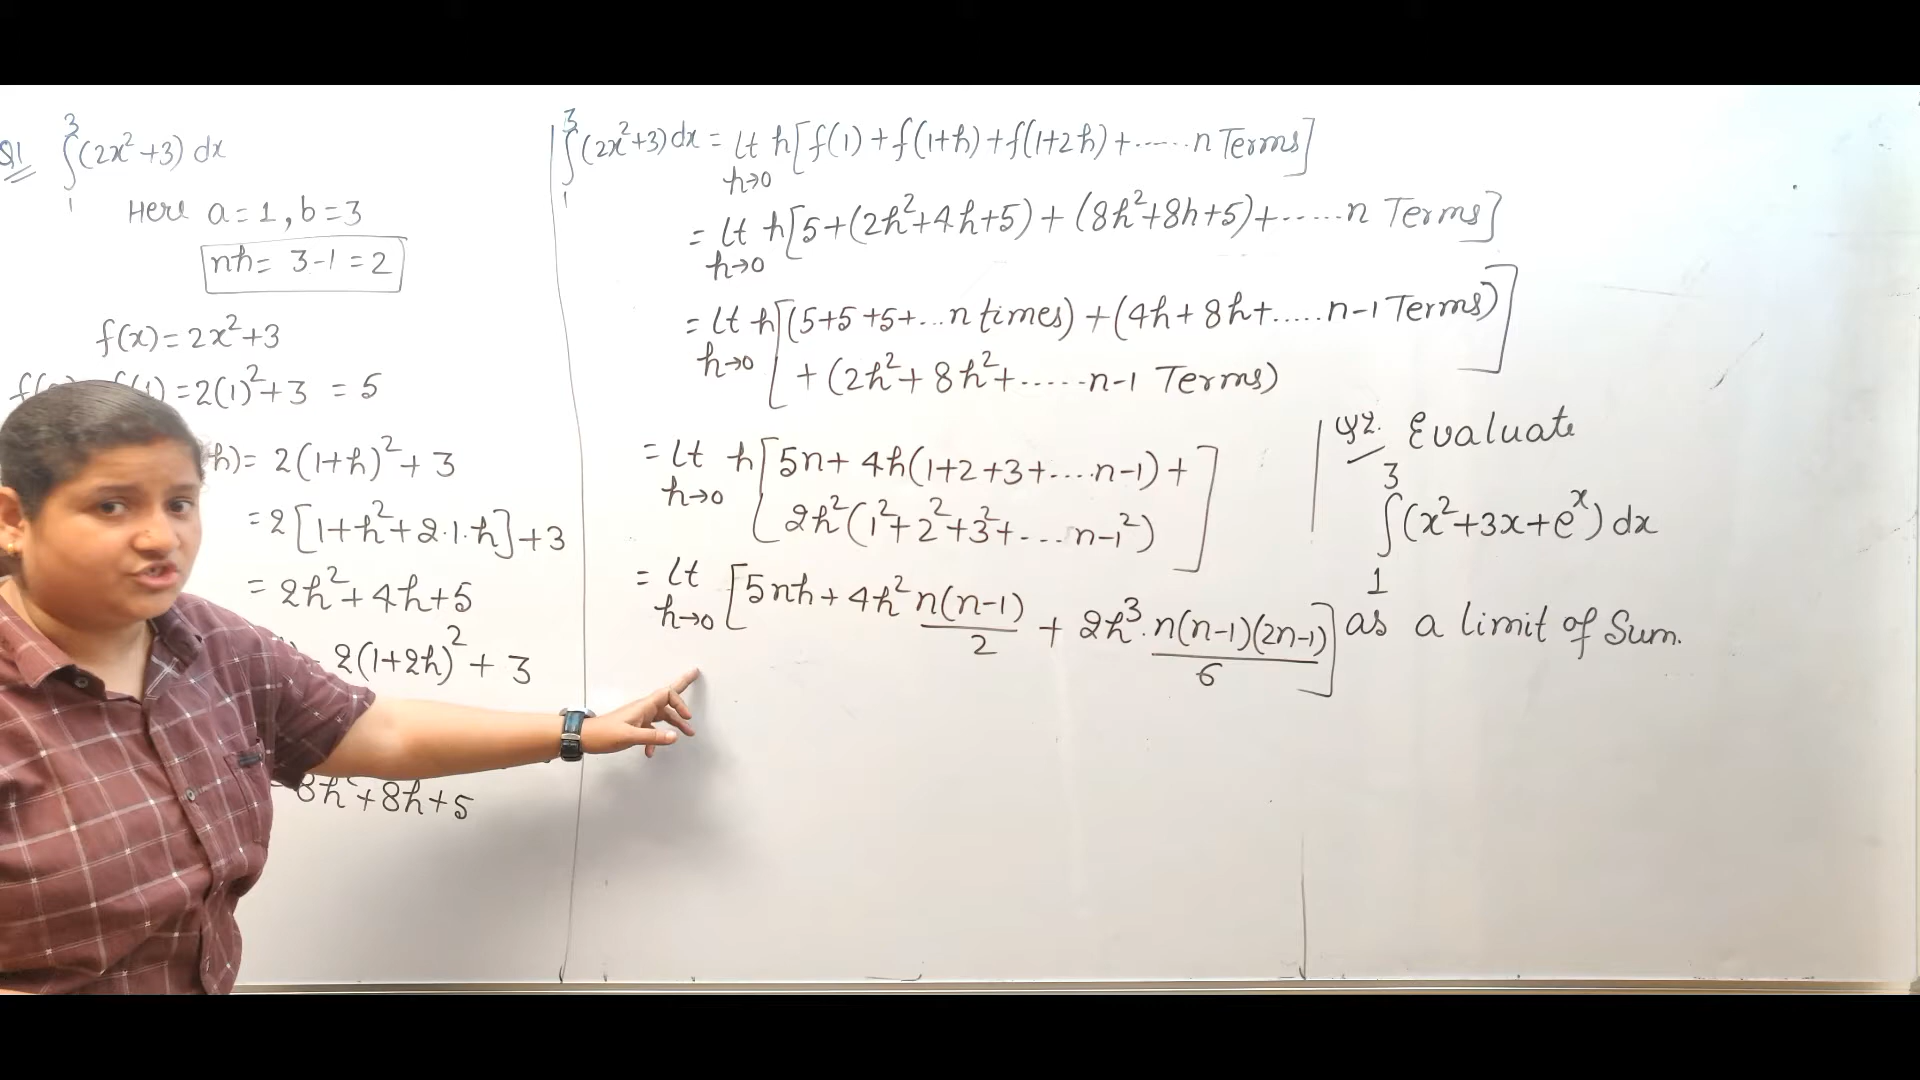 Q1 ∫₁³ (2x²+3) dx
Here a=1, b=3
nh= 3-1 =2
f(x)= 2x²+3
f(1) =2(1)²+3 =5
h)= 2(1+h)²+3
=2[1+h²+2.1.h]+3
= 2h²+4h+5
2(1+2h)²+3
8h²+8h+5
∫₁³ (2x²+3) dx = Lt h→0 h[f(1)+f(1+h)+f(1+2h)+......n Terms]
= Lt h→0 h[5+(2h²+4h+5)+(8h²+8h+5)+......n Terms]
= Lt h→0 h[(5+5+5+...n times)+(4h+8h+.....n-1 Terms)
+(2h²+8h²+.....n-1 Terms)]
= Lt h→0 h[5n+4h(1+2+3+....n-1)+
2h²(1²+2²+3²+....n-1²)]
= Lt h→0 [5nh+4h² n(n-1)/2 + 2h³. n(n-1)(2n-1)/6]
Q2. Evaluate
∫₁³ (x²+3x+eˣ) dx
as a limit of Sum.